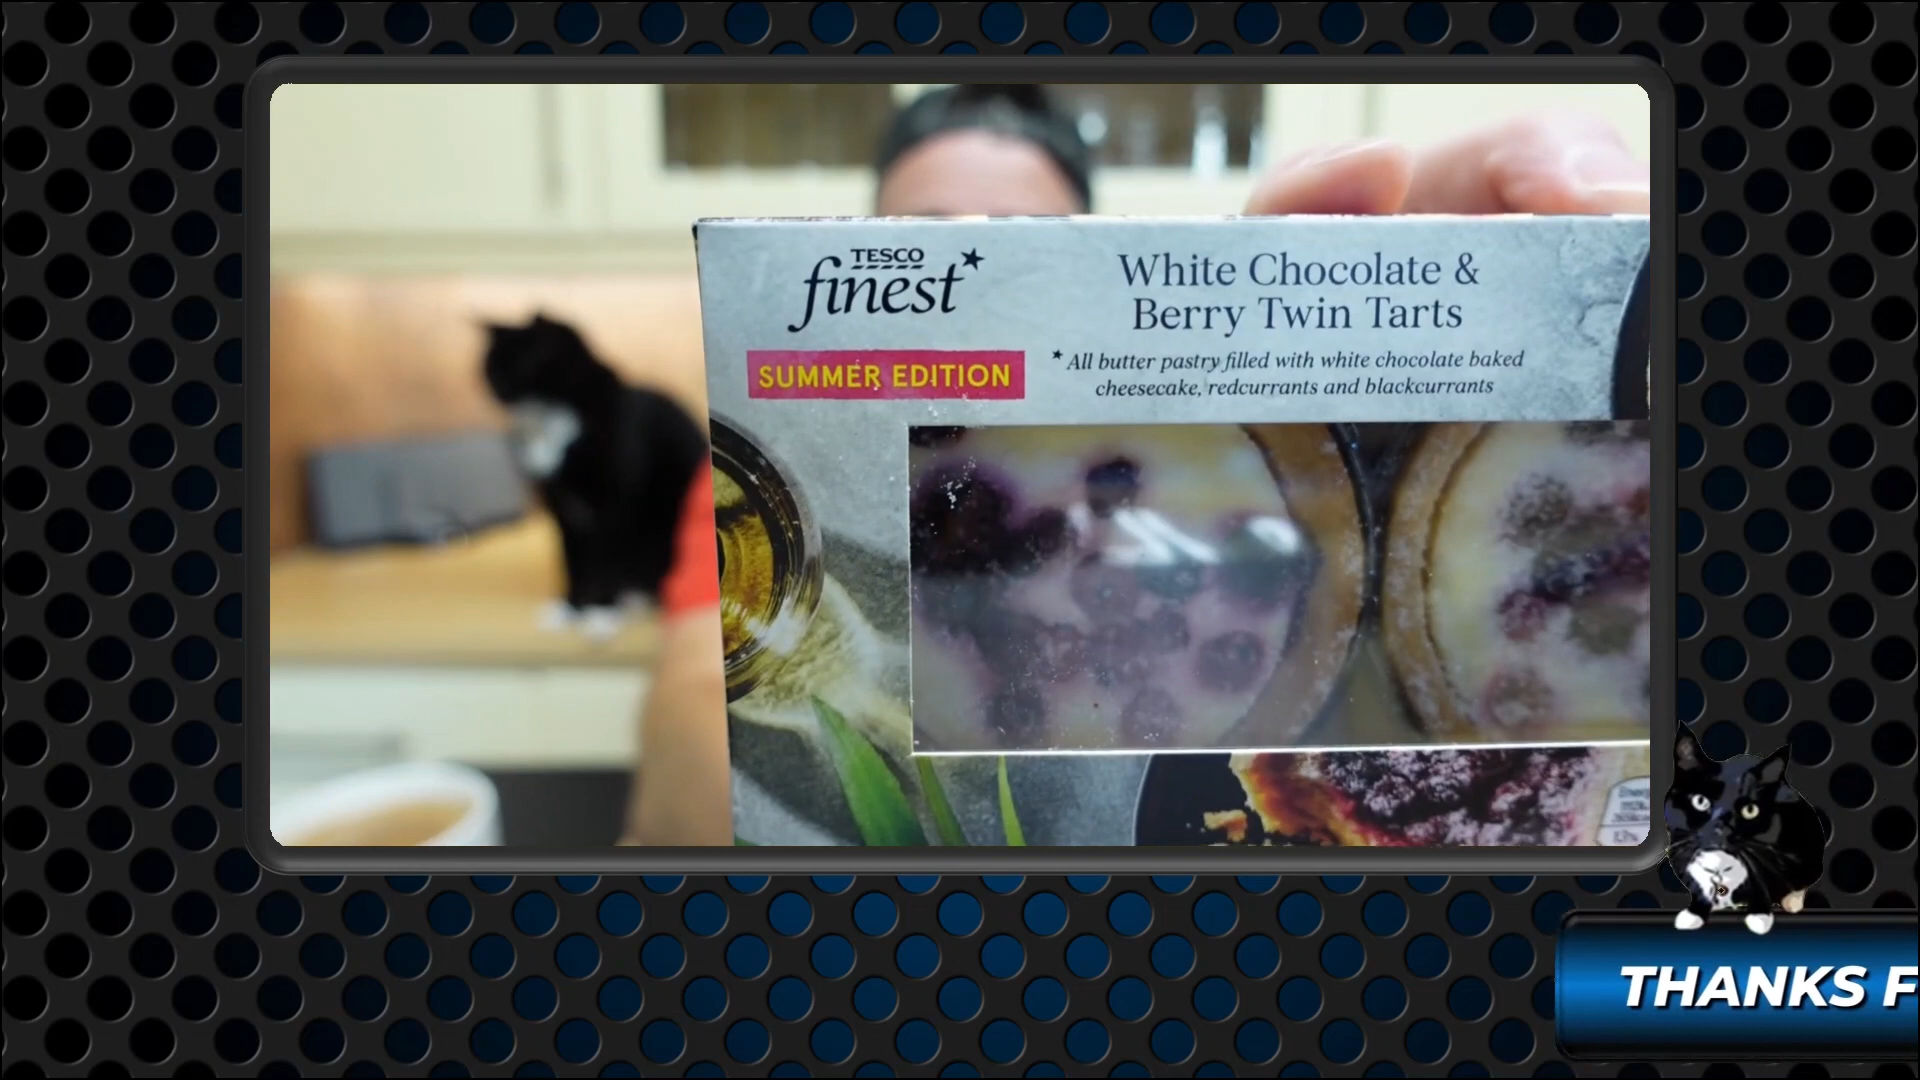 TESCO
finest*
SUMMER EDITION
White Chocolate &
Berry Twin Tarts
*All butter pastry filled with white chocolate baked
cheesecake, redcurrants and blackcurrants
THANKS F